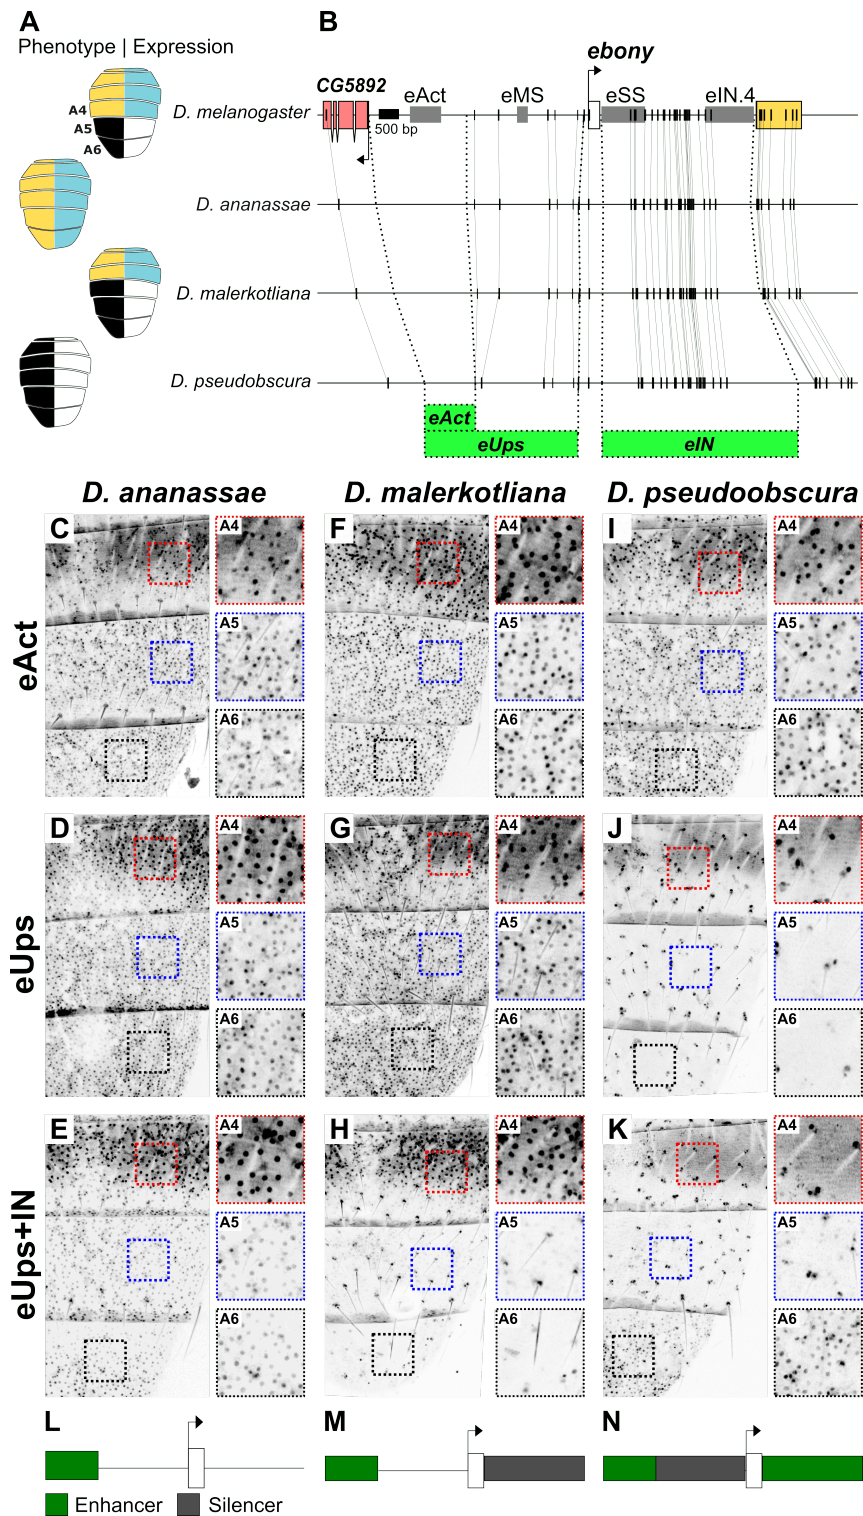 A
Phenotype | Expression
A4
A5
A6
B
ebony
CG5892
eAct
eMS
eSS
eIN.4
500 bp
D. melanogaster
D. ananassae
D. malerkotliana
D. pseudobscura
eAct
eUps
eIN
D. ananassae
D. malerkotliana
D. pseudoobscura
eAct
C
A4
A5
A6
F
A4
A5
A6
I
A4
A5
A6
eUps
D
A4
A5
A6
G
A4
A5
A6
J
A4
A5
A6
eUps+IN
E
A4
A5
A6
H
A4
A5
A6
K
A4
A5
A6
L
M
N
Enhancer
Silencer